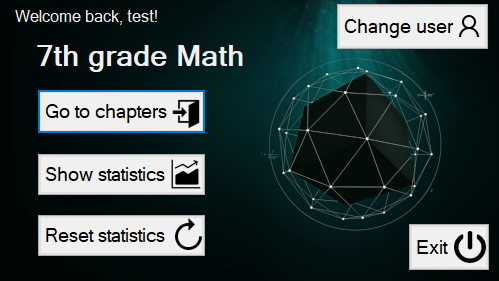 Welcome back, test!
Change user
7th grade Math
Go to chapters
Show statistics
Reset statistics
Exit